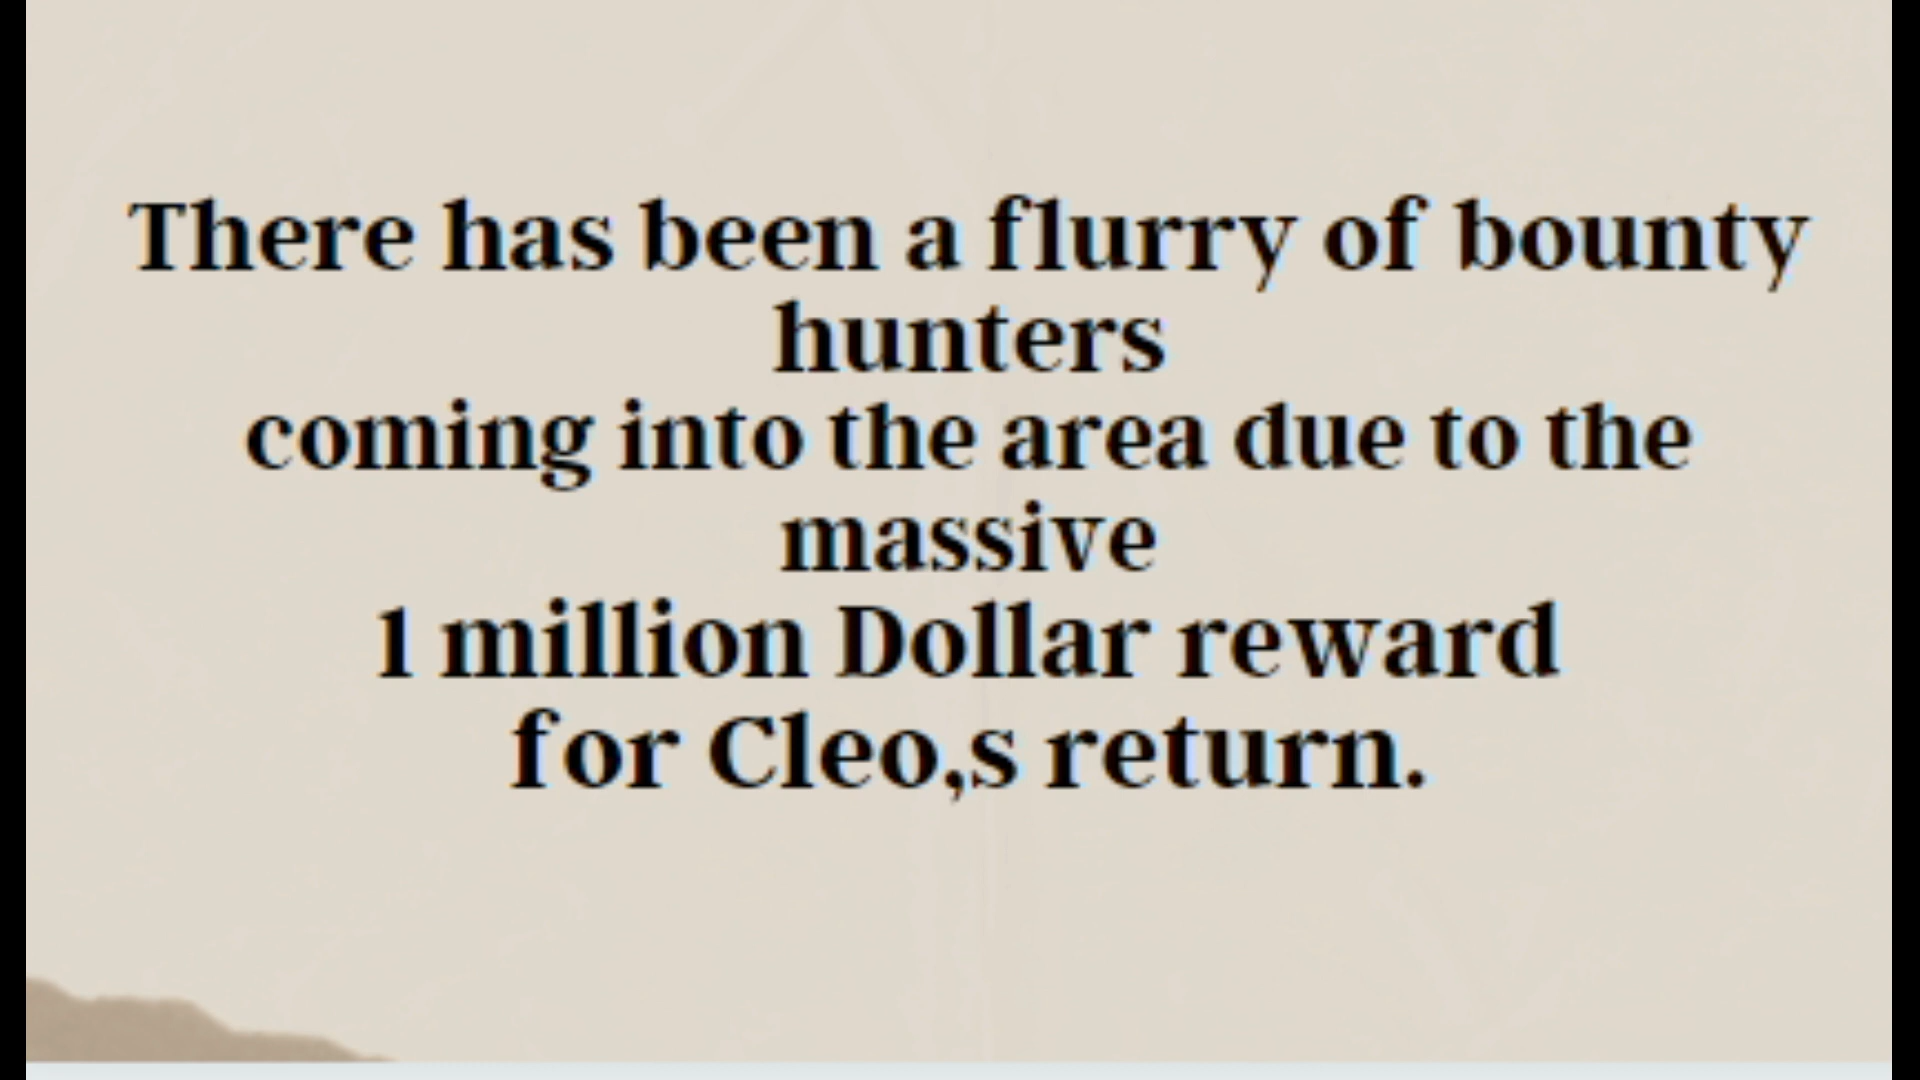 There has been a flurry of bounty
hunters
coming into the area due to the
massive
1 million Dollar reward
for Cleo,s return.